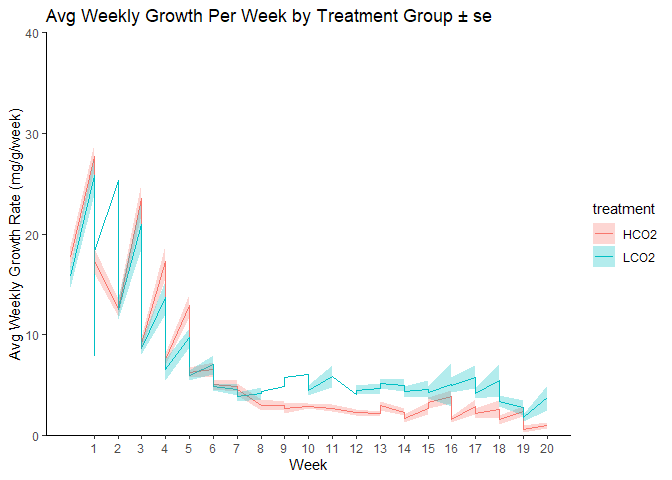 Avg Weekly Growth Per Week by Treatment Group ± se
Avg Weekly Growth Rate (mg/g/week)
40
30
20
10
0
1 2 3 4 5 6 7 8 9 10 11 12 13 14 15 16 17 18 19 20
Week
treatment
HCO2
LCO2